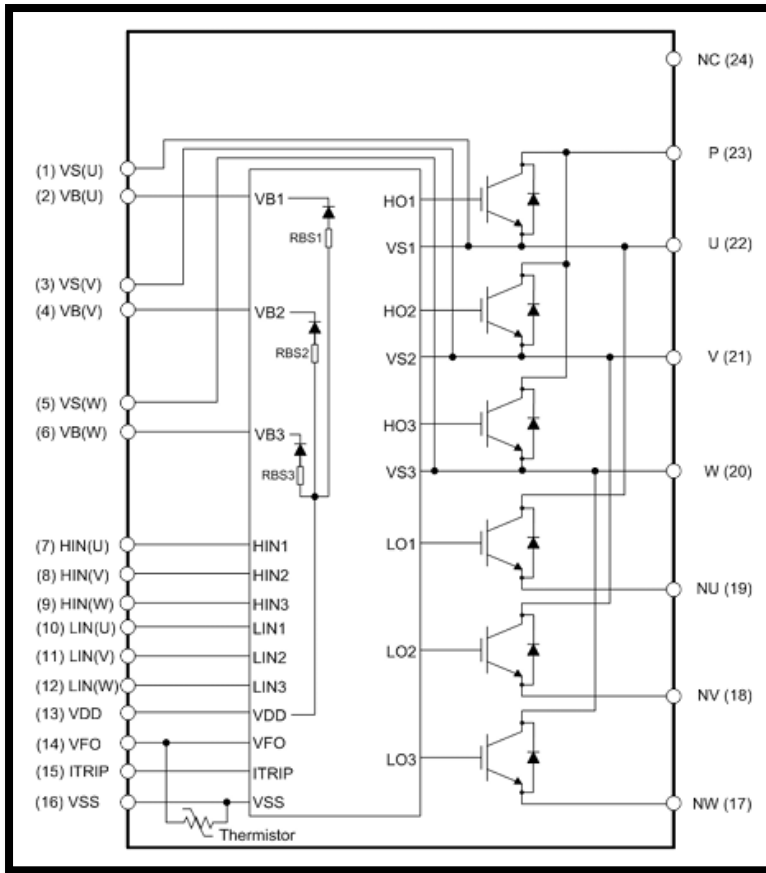 NC (24)
(1) VS(U)
P (23)
(2) VB(U)
VB1
HO1
RBS1
VS1
U (22)
(3) VS(V)
(4) VB(V)
VB2
HO2
RBS2
VS2
V (21)
(5) VS(W)
(6) VB(W)
VB3
HO3
RBS3
VS3
W (20)
(7) HIN(U)
HIN1
LO1
(8) HIN(V)
HIN2
NU (19)
(9) HIN(W)
HIN3
(10) LIN(U)
LIN1
(11) LIN(V)
LIN2
LO2
(12) LIN(W)
LIN3
NV (18)
(13) VDD
VDD
(14) VFO
VFO
LO3
(15) ITRIP
ITRIP
(16) VSS
VSS
NW (17)
Thermistor